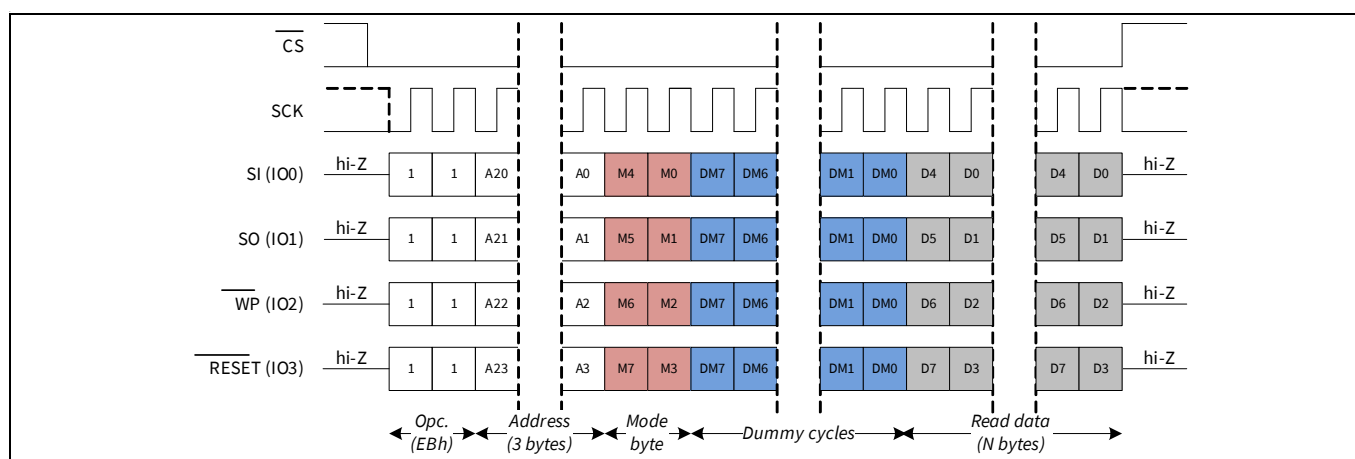 CS
SCK
SI (IO0) hi-Z 1 1 A20 A0 M4 M0 DM7 DM6 DM1 DM0 D4 D0 D4 D0 hi-Z
SO (IO1) hi-Z 1 1 A21 A1 M5 M1 DM7 DM6 DM1 DM0 D5 D1 D5 D1 hi-Z
WP (IO2) hi-Z 1 1 A22 A2 M6 M2 DM7 DM6 DM1 DM0 D6 D2 D6 D2 hi-Z
RESET (IO3) hi-Z 1 1 A23 A3 M7 M3 DM7 DM6 DM1 DM0 D7 D3 D7 D3 hi-Z
Opc. Address Mode Dummy cycles Read data
(EBh) (3 bytes) byte (N bytes)